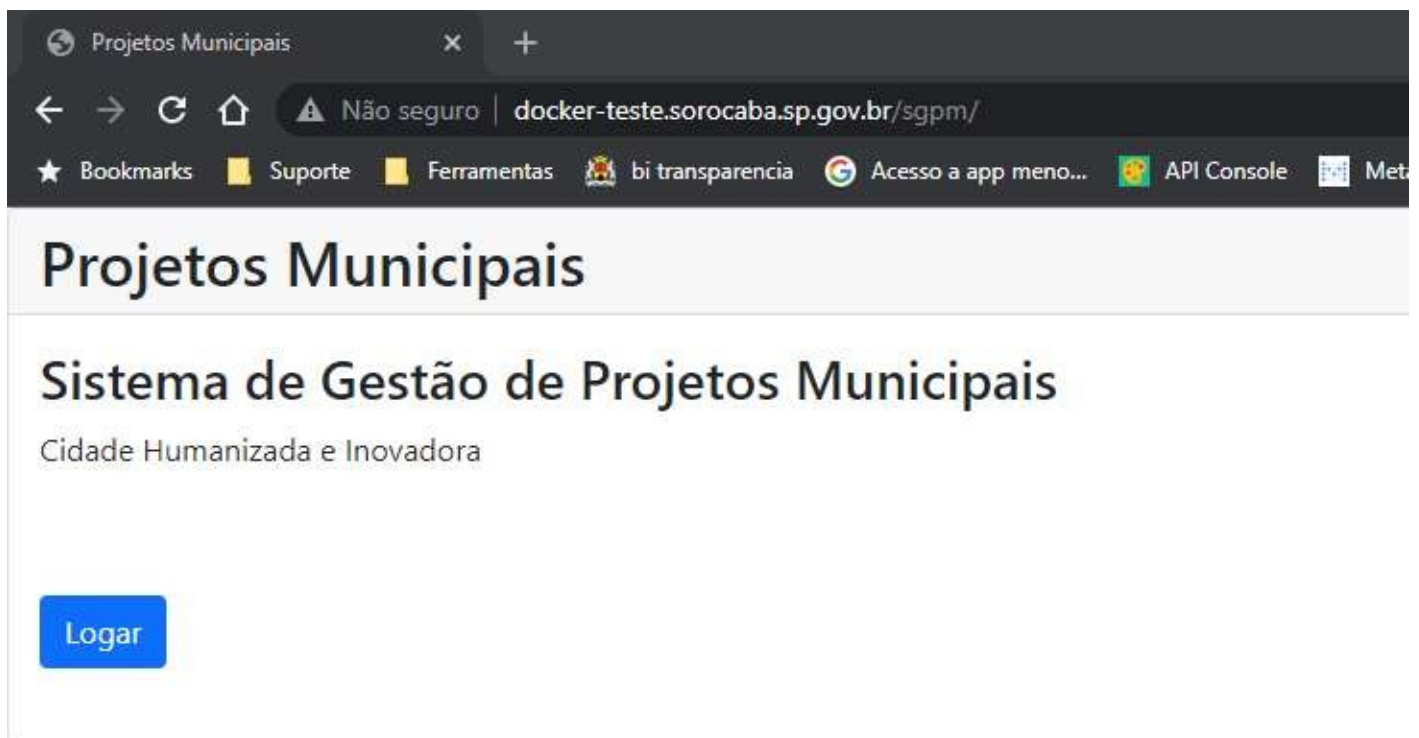 Projetos Municipais
Não seguro | docker-teste.sorocaba.sp.gov.br/sgpm/
Bookmarks Suporte Ferramentas bi transparencia Acesso a app meno... API Console Meta
Projetos Municipais
Sistema de Gestão de Projetos Municipais
Cidade Humanizada e Inovadora
Logar